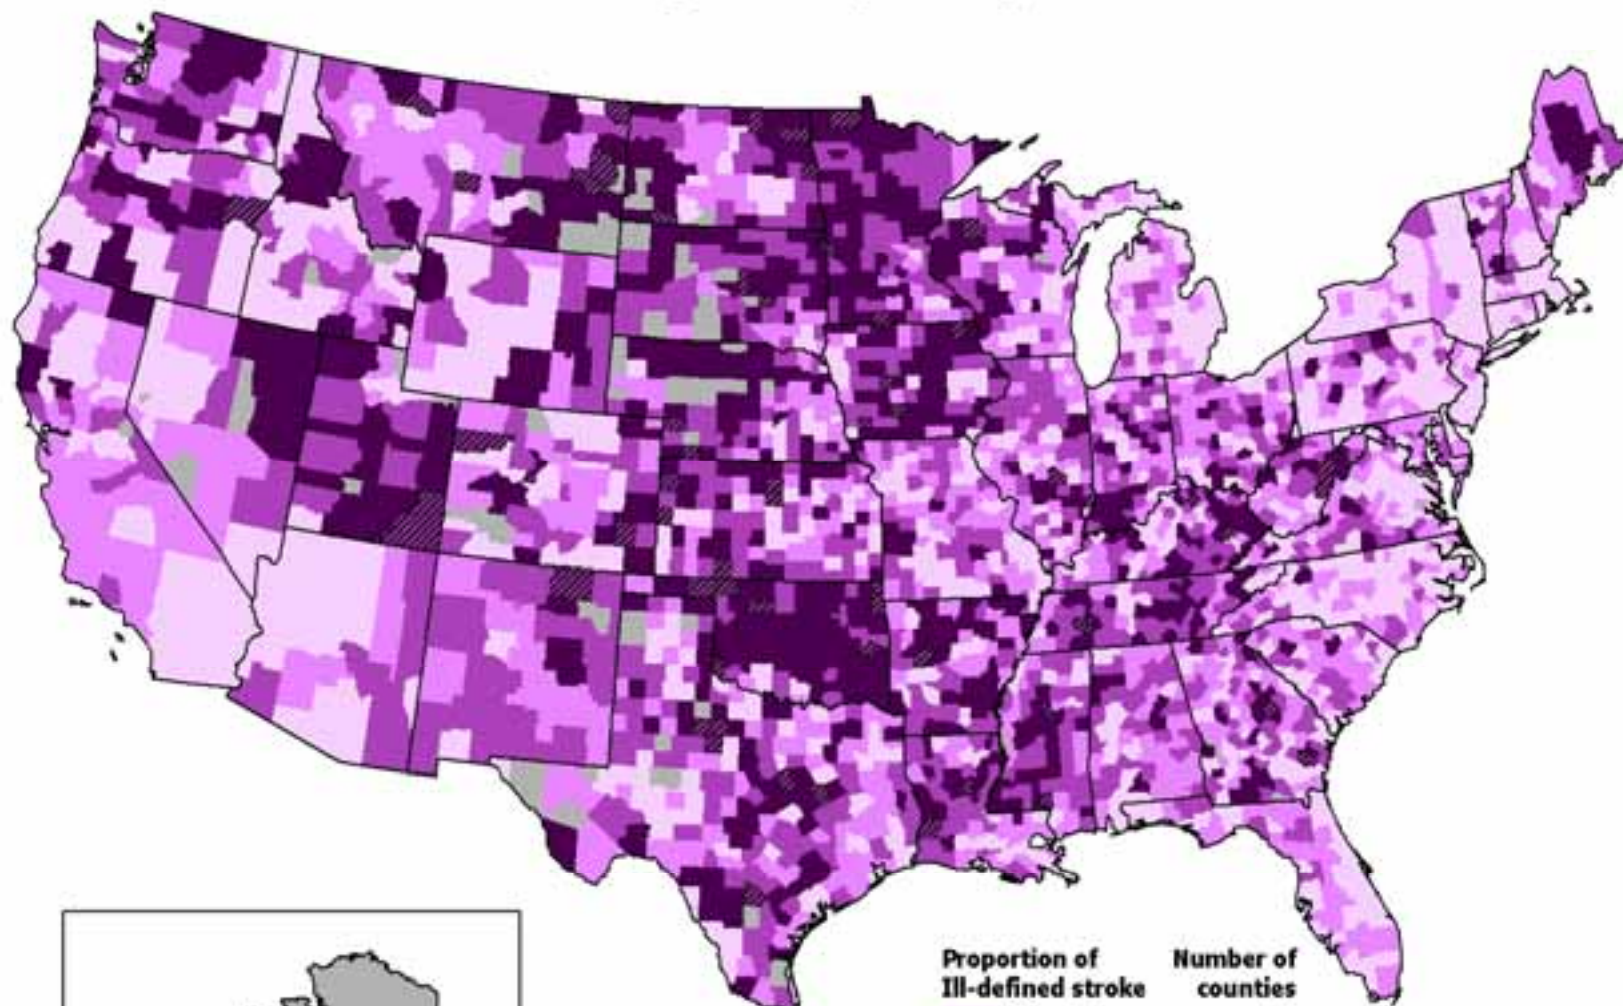 Proportion of Number of
Ill-defined stroke counties